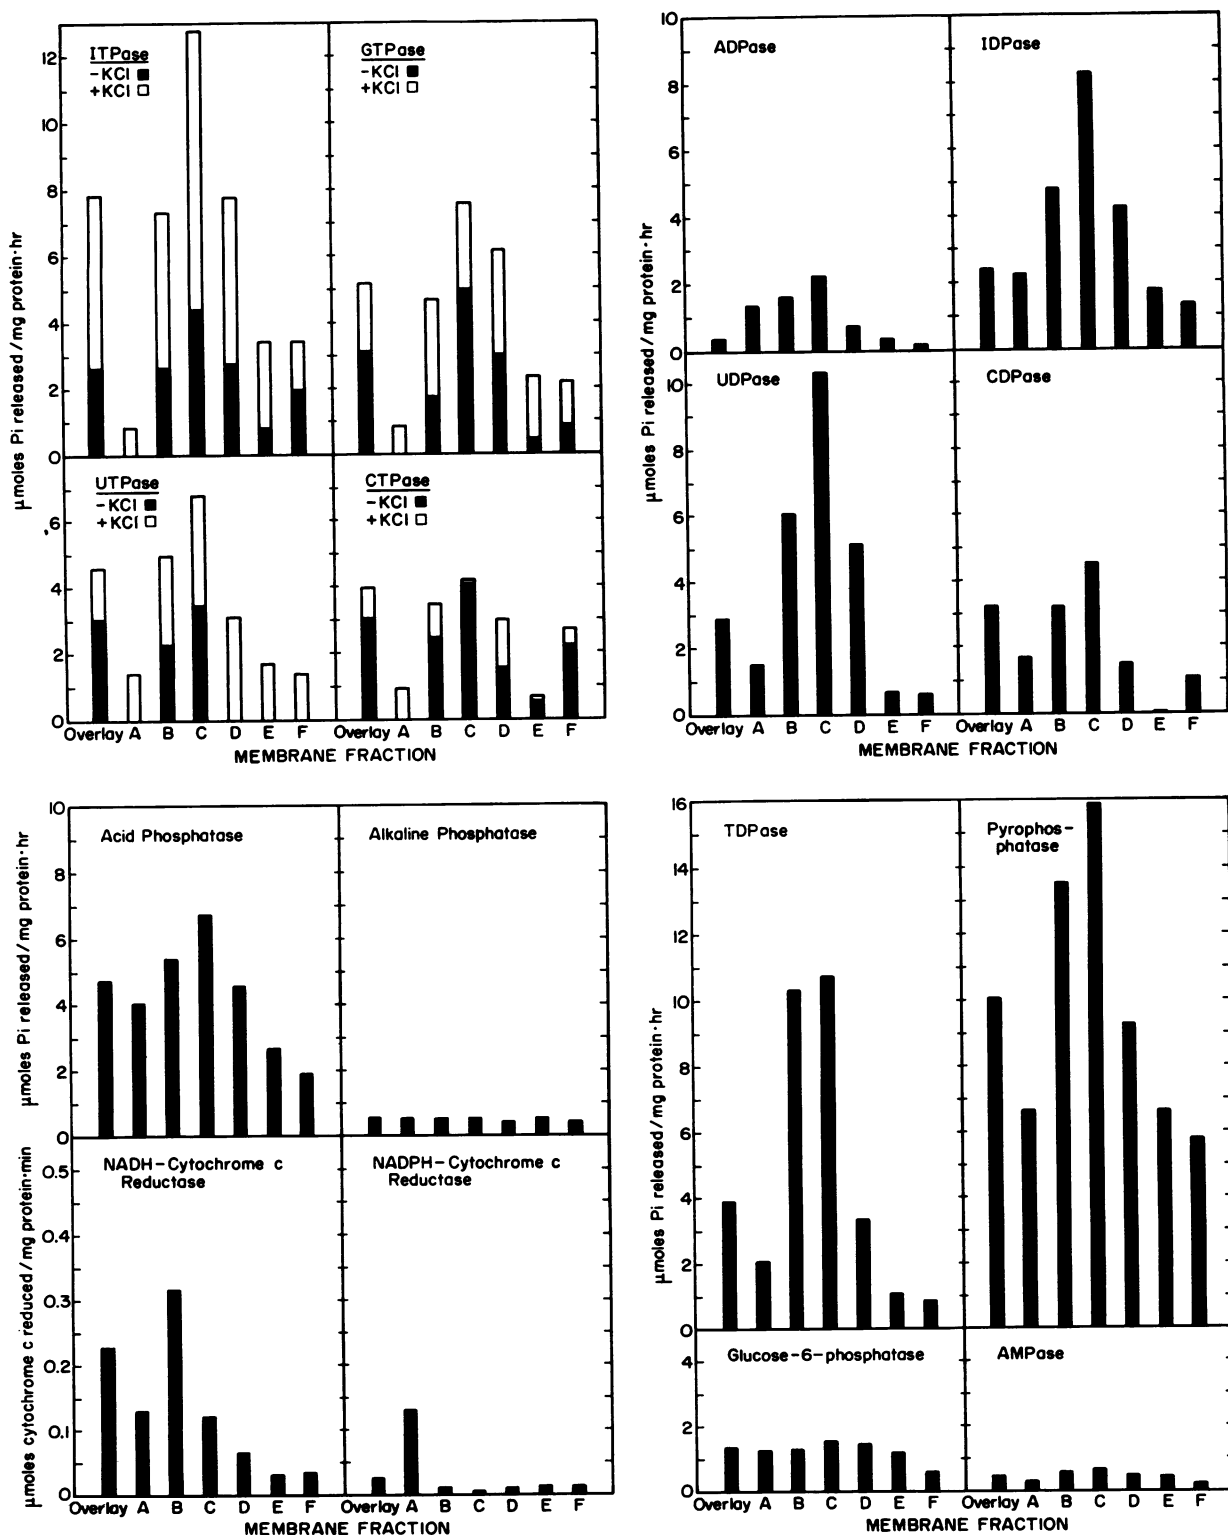 ITPase
-KCl ■
+KCl □
GTPase
-KCl ■
+KCl □
12
10
8
6
4
2
0
UTPase
-KCl ■
+KCl □
CTPase
-KCl ■
+KCl □
6
4
2
0
μmoles Pi released/mg protein·hr
Overlay A B C D E F
Overlay A B C D E F
MEMBRANE FRACTION
ADPase
IDPase
10
8
6
4
2
0
UDPase
CDPase
10
8
6
4
2
0
μmoles Pi released/mg protein·hr
Overlay A B C D E F
Overlay A B C D E F
MEMBRANE FRACTION
Acid Phosphatase
Alkaline Phosphatase
10
8
6
4
2
0
μmoles Pi released/mg protein·hr
NADH-Cytochrome c
Reductase
NADPH-Cytochrome c
Reductase
0.5
0.4
0.3
0.2
0.1
0
μmoles cytochrome c reduced/mg protein·min
Overlay A B C D E F
Overlay A B C D E F
MEMBRANE FRACTION
TDPase
Pyrophos-
phatase
16
14
12
10
8
6
4
2
0
μmoles Pi released/mg protein·hr
Glucose-6-phosphatase
AMPase
4
2
0
Overlay A B C D E F
Overlay A B C D E F
MEMBRANE FRACTION